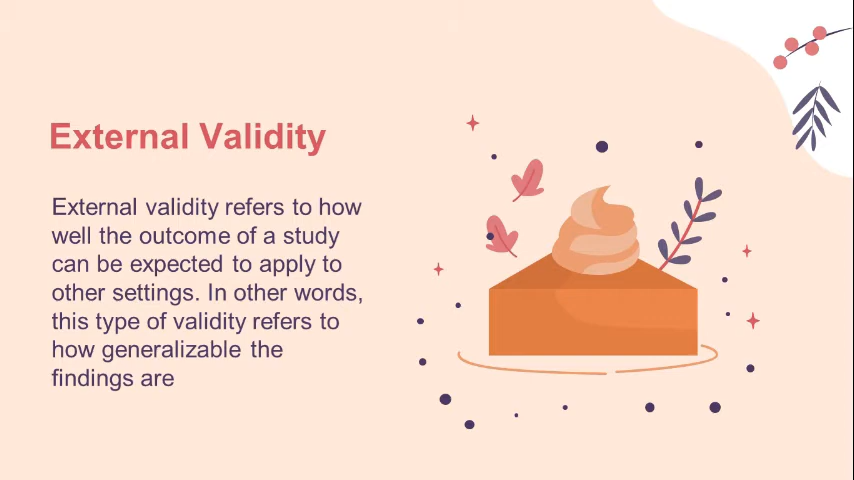 External Validity
External validity refers to how
well the outcome of a study
can be expected to apply to
other settings. In other words,
this type of validity refers to
how generalizable the
findings are